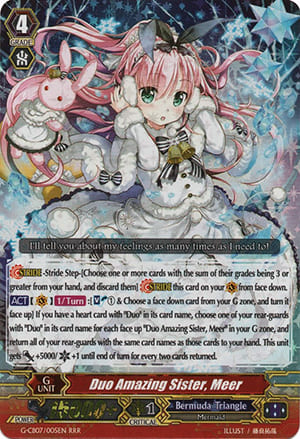 4
GRADE
I'll tell you about my feelings as many times as I need to!
STRIDE -Stride Step-[Choose one or more cards with the sum of their grades being 3 or
greater from your hand, and discard them] STRIDE this card on your from face down.
ACT 1/Turn : & Choose a face down card from your G zone, and turn it
face up] If you have a heart card with "Duo" in its card name, choose one of your rear-guards
with "Duo" in its card name for each face up "Duo Amazing Sister, Meer" in your G zone, and
return all of your rear-guards with the same card names as those cards to your hand. This unit
gets +5000/ +1 until end of turn for every two cards returned.
G
UNIT
Duo Amazing Sister, Meer
POWER
1
CRITICAL
Bermuda Triangle
Mermaid
G-CB07/005EN RRR
ILLUST